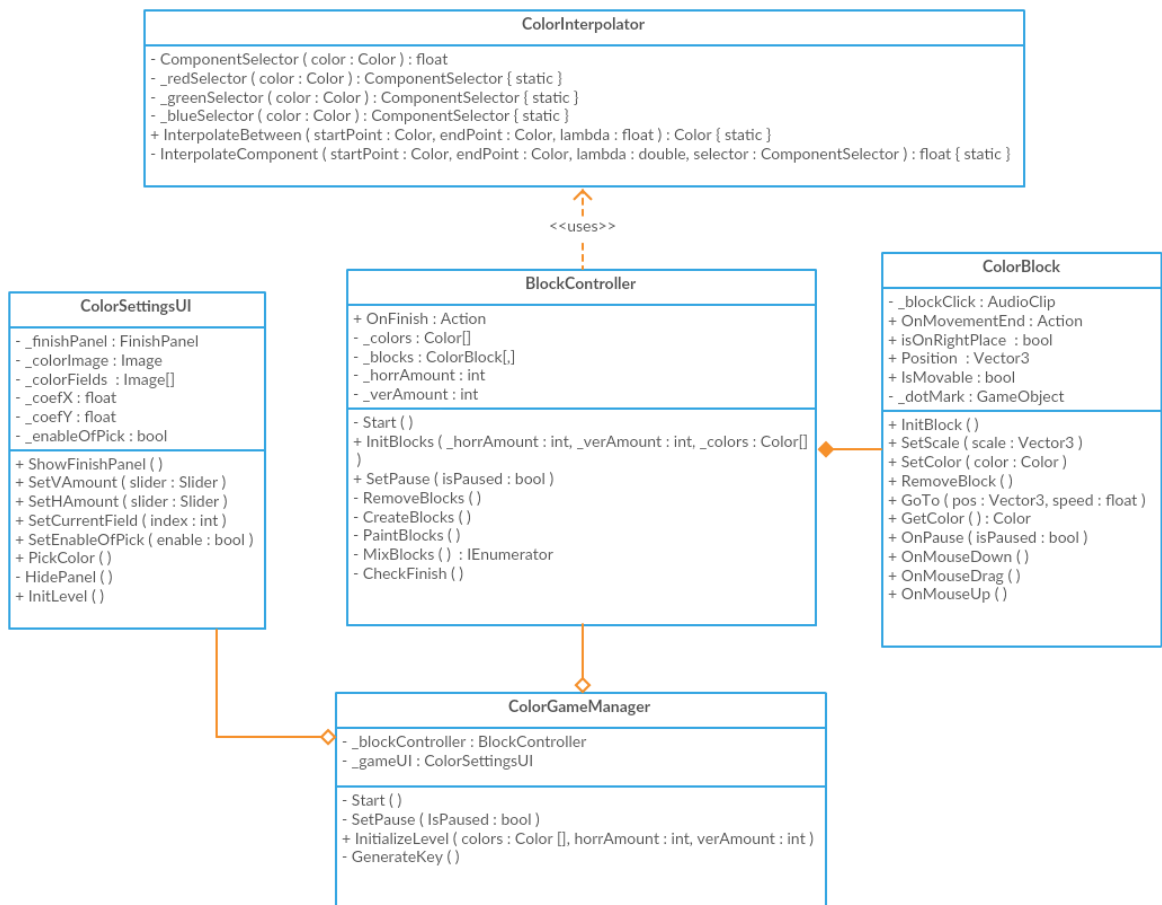 ColorInterpolator
- ComponentSelector ( color : Color ) : float
- _redSelector ( color : Color ) : ComponentSelector { static }
- _greenSelector ( color : Color ) : ComponentSelector { static }
- _blueSelector ( color : Color ) : ComponentSelector { static }
+ InterpolateBetween ( startPoint : Color, endPoint : Color, lambda : float ) : Color { static }
- InterpolateComponent ( startPoint : Color, endPoint : Color, lambda : double, selector : ComponentSelector ) : float { static }
<<uses>>
ColorSettingsUI
- _finishPanel : FinishPanel
- _colorImage : Image
- _colorFields : Image[]
- _coefX : float
- _coefY : float
- _enableOfPick : bool
+ ShowFinishPanel ( )
+ SetVAmount ( slider : Slider )
+ SetHAmount ( slider : Slider )
+ SetCurrentField ( index : int )
+ SetEnableOfPick ( enable : bool )
+ PickColor ( )
- HidePanel ( )
+ InitLevel ( )
BlockController
+ OnFinish : Action
- _colors : Color[]
- _blocks : ColorBlock[,]
- _horrAmount : int
- _verAmount : int
- Start ( )
+ InitBlocks ( _horrAmount : int, _verAmount : int, _colors : Color[]
)
+ SetPause ( isPaused : bool )
- RemoveBlocks ( )
- CreateBlocks ( )
- PaintBlocks ( )
- MixBlocks ( ) : IEnumerator
- CheckFinish ( )
ColorBlock
- _blockClick : AudioClip
+ OnMovementEnd : Action
+ isOnRightPlace : bool
+ Position : Vector3
+ IsMovable : bool
- _dotMark : GameObject
+ InitBlock ( )
+ SetScale ( scale : Vector3 )
+ SetColor ( color : Color )
+ RemoveBlock ( )
+ GoTo ( pos : Vector3, speed : float )
+ GetColor ( ) : Color
+ OnPause ( isPaused : bool )
+ OnMouseDown ( )
+ OnMouseDrag ( )
+ OnMouseUp ( )
ColorGameManager
- _blockController : BlockController
- _gameUI : ColorSettingsUI
- Start ( )
- SetPause ( IsPaused : bool )
+ InitializeLevel ( colors : Color [], horrAmount : int, verAmount : int )
- GenerateKey ( )